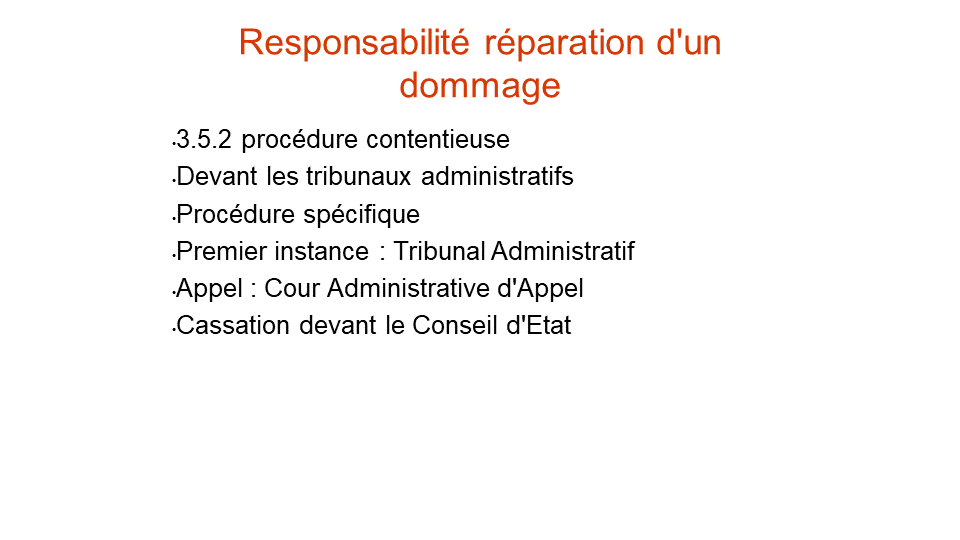 Responsabilité réparation d'un
dommage
•3.5.2 procédure contentieuse
•Devant les tribunaux administratifs
•Procédure spécifique
•Premier instance : Tribunal Administratif
•Appel : Cour Administrative d'Appel
•Cassation devant le Conseil d'Etat